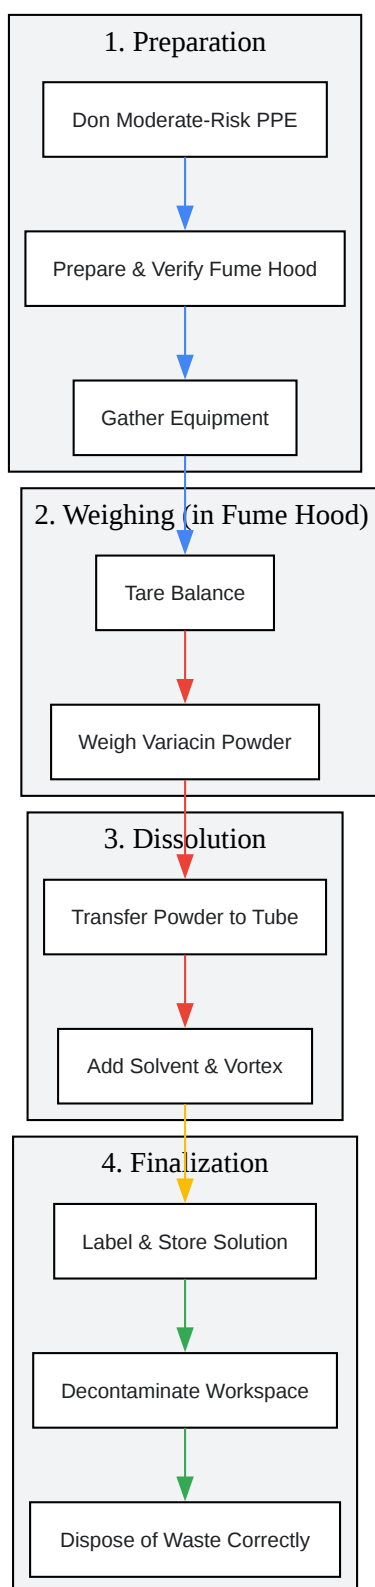 1. Preparation
Don Moderate-Risk PPE
Prepare & Verify Fume Hood
Gather Equipment
2. Weighing (in Fume Hood)
Tare Balance
Weigh Variacin Powder
3. Dissolution
Transfer Powder to Tube
Add Solvent & Vortex
4. Finalization
Label & Store Solution
Decontaminate Workspace
Dispose of Waste Correctly